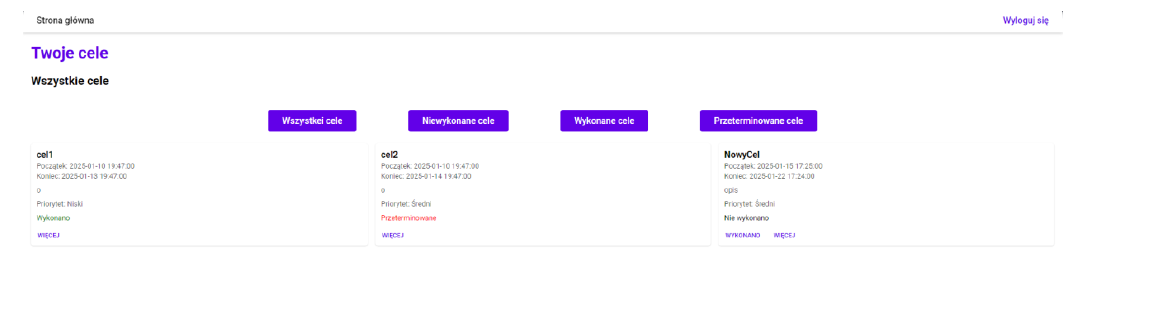 Strona główna
Wyloguj się
Twoje cele
Wszystkie cele
Wszystkei cele
Niewykonane cele
Wykonane cele
Przeterminowane cele
cel1
Początek: 2025-01-10 19:47:00
Koniec: 2025-01-13 19:47:00
o
Priorytet: Niski
Wykonano
WIĘCEJ
cel2
Początek: 2025-01-10 19:47:00
Koniec: 2025-01-14 19:47:00
o
Priorytet: Średni
Przeterminowane
WIĘCEJ
NowyCel
Początek: 2025-01-15 17:25:00
Koniec: 2025-01-22 17:24:00
opis
Priorytet: Średni
Nie wykonano
WYKONANO WIĘCEJ